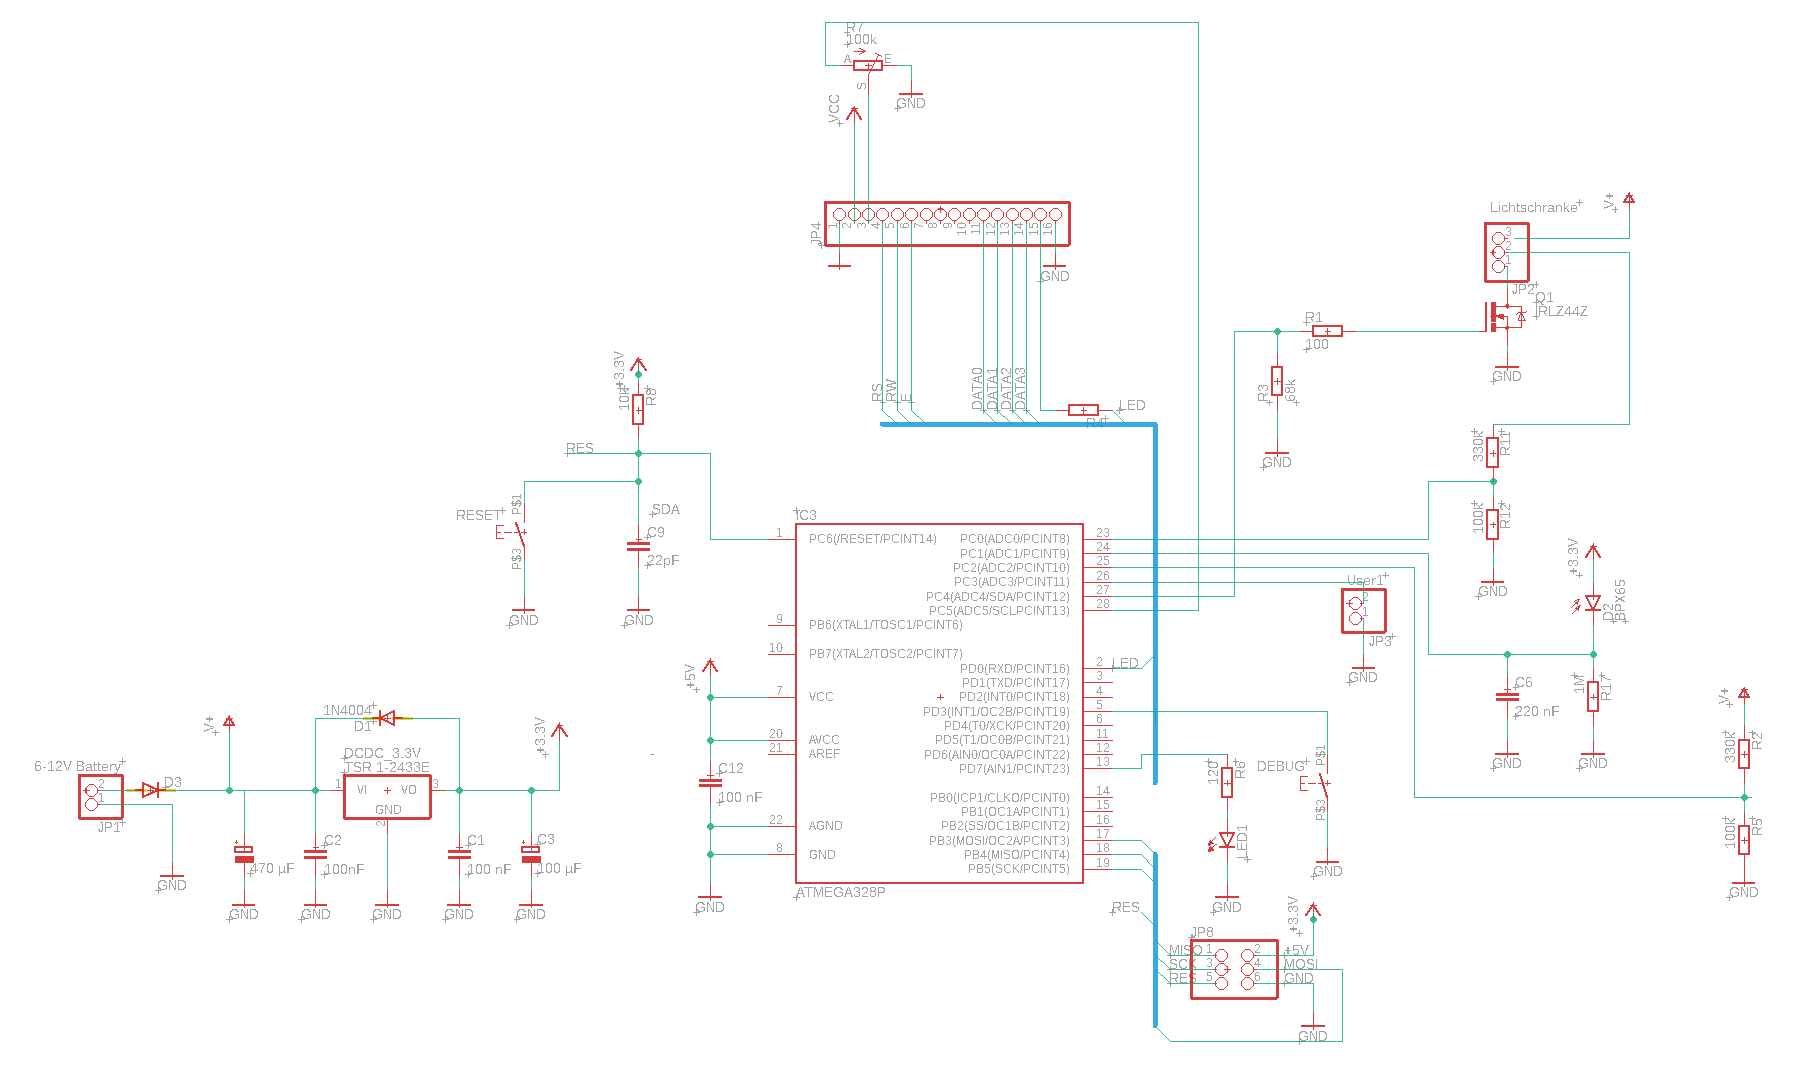 R7
100k
A
E
S
GND
VCC
JP4
1
2
3
4
5
6
7
8
9
10
11
12
13
14
15
16
GND
RS
RW
E
DATA0
DATA1
DATA2
DATA3
LED
R4
Lichtschranke
V+
3
2
1
JP2
Q1
RLZ44Z
GND
R1
100
R3
68k
GND
330k
R11
100k
R12
GND
+3.3V
10k
R8
RES
RESET
P$1
P$3
GND
SDA
C9
22pF
GND
IC3
1 PC6(/RESET/PCINT14)
9 PB6(XTAL1/TOSC1/PCINT6)
10 PB7(XTAL2/TOSC2/PCINT7)
7 VCC
20 AVCC
21 AREF
22 AGND
8 GND
PC0(ADC0/PCINT8) 23
PC1(ADC1/PCINT9) 24
PC2(ADC2/PCINT10) 25
PC3(ADC3/PCINT11) 26
PC4(ADC4/SDA/PCINT12) 27
PC5(ADC5/SCLPCINT13) 28
PD0(RXD/PCINT16) 2 LED
PD1(TXD/PCINT17) 3
PD2(INT0/PCINT18) 4
PD3(INT1/OC2B/PCINT19) 5
PD4(T0/XCK/PCINT20) 6
PD5(T1/OC0B/PCINT21) 11
PD6(AIN0/OC0A/PCINT22) 12
PD7(AIN1/PCINT23) 13
PB0(ICP1/CLKO/PCINT0) 14
PB1(OC1A/PCINT1) 15
PB2(SS/OC1B/PCINT2) 16
PB3(MOSI/OC2A/PCINT3) 17
PB4(MISO/PCINT4) 18
PB5(SCK/PCINT5) 19
ATMEGA328P
+5V
C12
100 nF
GND
User1
2
1
JP3
GND
+3.3V
D2
BPX65
C6
220 nF
GND
1M
R17
GND
V+
330k
R2
100k
R5
GND
6-12V Battery
2
1
JP1
D3
GND
V+
470 µF
GND
C2
100nF
GND
1N4004
D1
DCDC_3.3V
TSR 1-2433E
1 VI VO 3
GND
2
GND
C1
100 nF
GND
C3
100 µF
GND
+3.3V
120
R6
LED1
GND
DEBUG
P$1
P$3
GND
RES
JP8
+3.3V
MISO 1 2 +5V
SCK 3 4 MOSI
RES 5 6 GND
GND